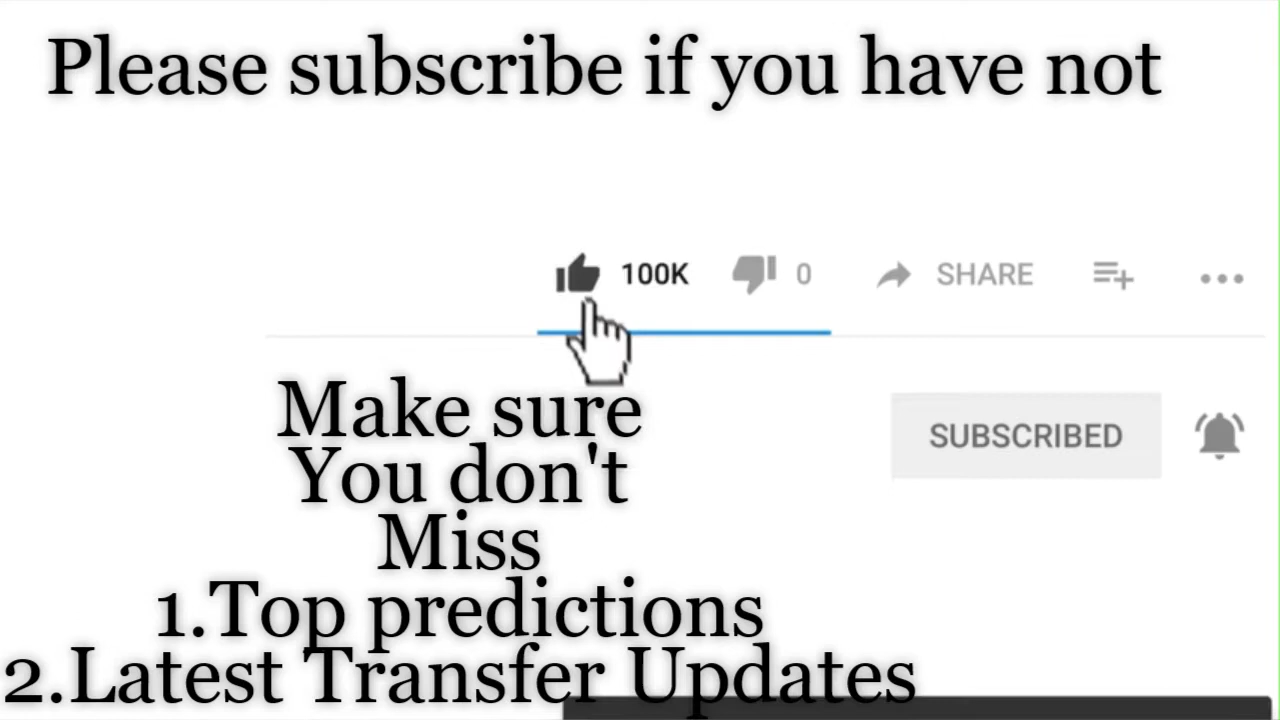 Please subscribe if you have not
100K 0 SHARE
Make sure
SUBSCRIBED
You don't
Miss
1.Top predictions
2.Latest Transfer Updates